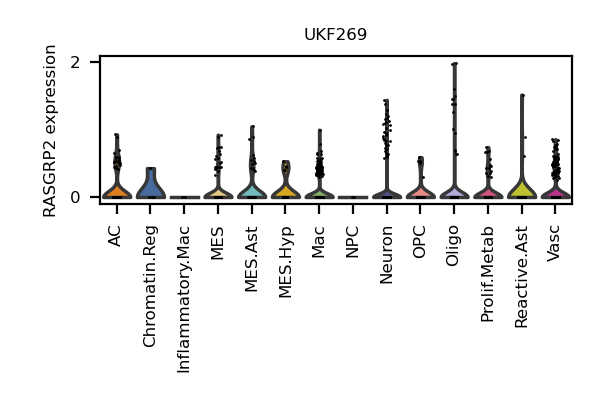 UKF269
RASGRP2 expression
2
0
AC
Chromatin.Reg
Inflammatory.Mac
MES
MES.Ast
MES.Hyp
Mac
NPC
Neuron
OPC
Oligo
Prolif.Metab
Reactive.Ast
Vasc